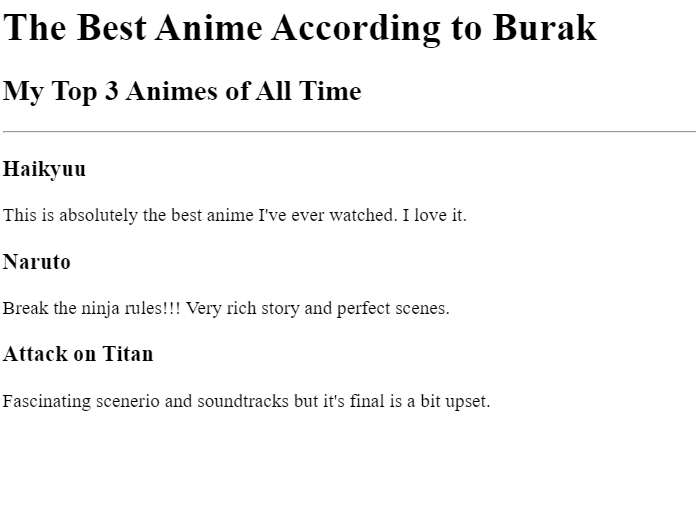 The Best Anime According to Burak
My Top 3 Animes of All Time
Haikyuu
This is absolutely the best anime I've ever watched. I love it.
Naruto
Break the ninja rules!!! Very rich story and perfect scenes.
Attack on Titan
Fascinating scenerio and soundtracks but it's final is a bit upset.